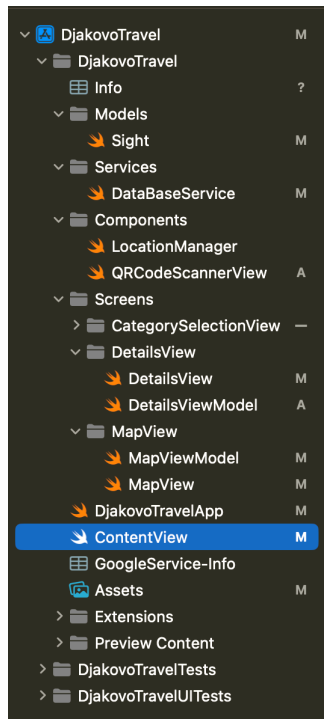 DjakovoTravel M
DjakovoTravel
Info ?
Models
Sight M
Services
DataBaseService M
Components
LocationManager
QRCodeScannerView A
Screens
CategorySelectionView —
DetailsView
DetailsView M
DetailsViewModel A
MapView
MapViewModel M
MapView M
DjakovoTravelApp M
ContentView M
GoogleService-Info
Assets M
Extensions
Preview Content
DjakovoTravelTests
DjakovoTravelUITests